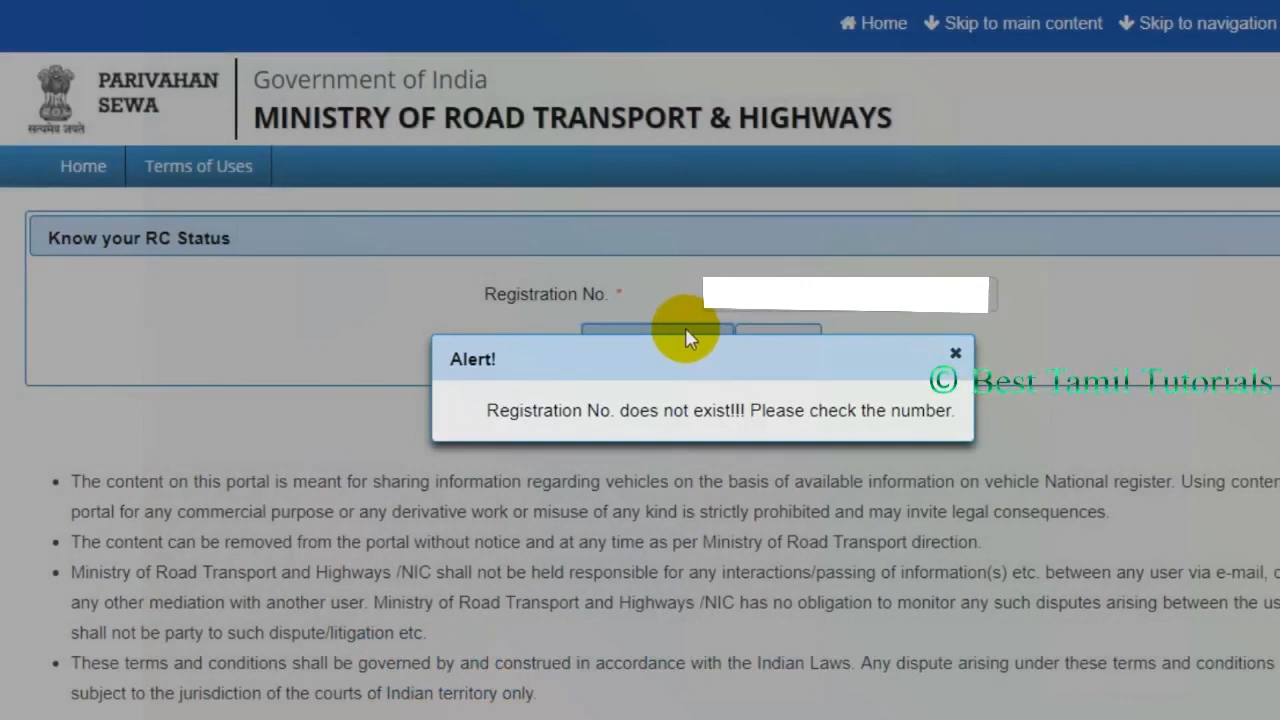 Home Skip to main content Skip to navigation
PARIVAHAN SEWA
सत्यमेव जयते
Government of India
MINISTRY OF ROAD TRANSPORT & HIGHWAYS
Home Terms of Uses
Know your RC Status
Registration No. *
Alert!
Registration No. does not exist!!! Please check the number.
© Best Tamil Tutorials
The content on this portal is meant for sharing information regarding vehicles on the basis of available information on vehicle National register. Using
portal for any commercial purpose or any derivative work or misuse of any kind is strictly prohibited and may invite legal consequences.
The content can be removed from the portal without notice and at any time as per Ministry of Road Transport direction.
Ministry of Road Transport and Highways /NIC shall not be held responsible for any interactions/passing of information(s) etc. between any user via e-mail,
any other mediation with another user. Ministry of Road Transport and Highways /NIC has no obligation to monitor any such disputes arising between the
shall not be party to such dispute/litigation etc.
These terms and conditions shall be governed by and construed in accordance with the Indian Laws. Any dispute arising under these terms and conditions
subject to the jurisdiction of the courts of Indian territory only.